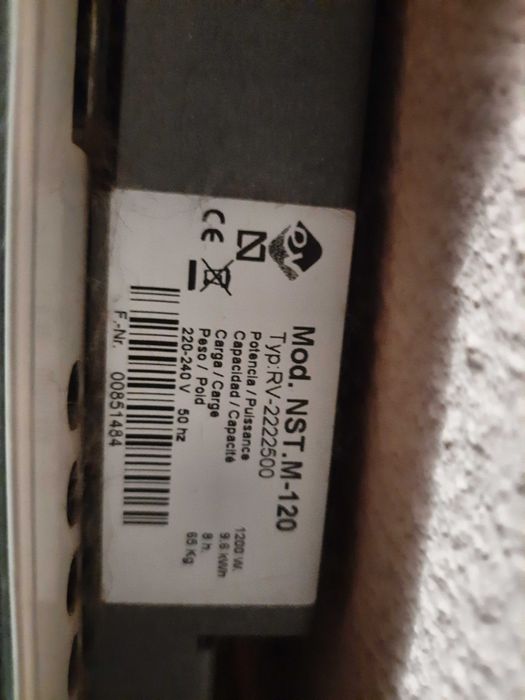 Mod. NST.M-120
Typ:RV-2222500
Potencia / Puissance 1200 W.
Capacidad / Capacité 9.6 kWh
Carga / Carge 8 h.
Peso / Poid 65 Kg.
220-240 V 50 hz
F.-Nr. 00851484
CE
N